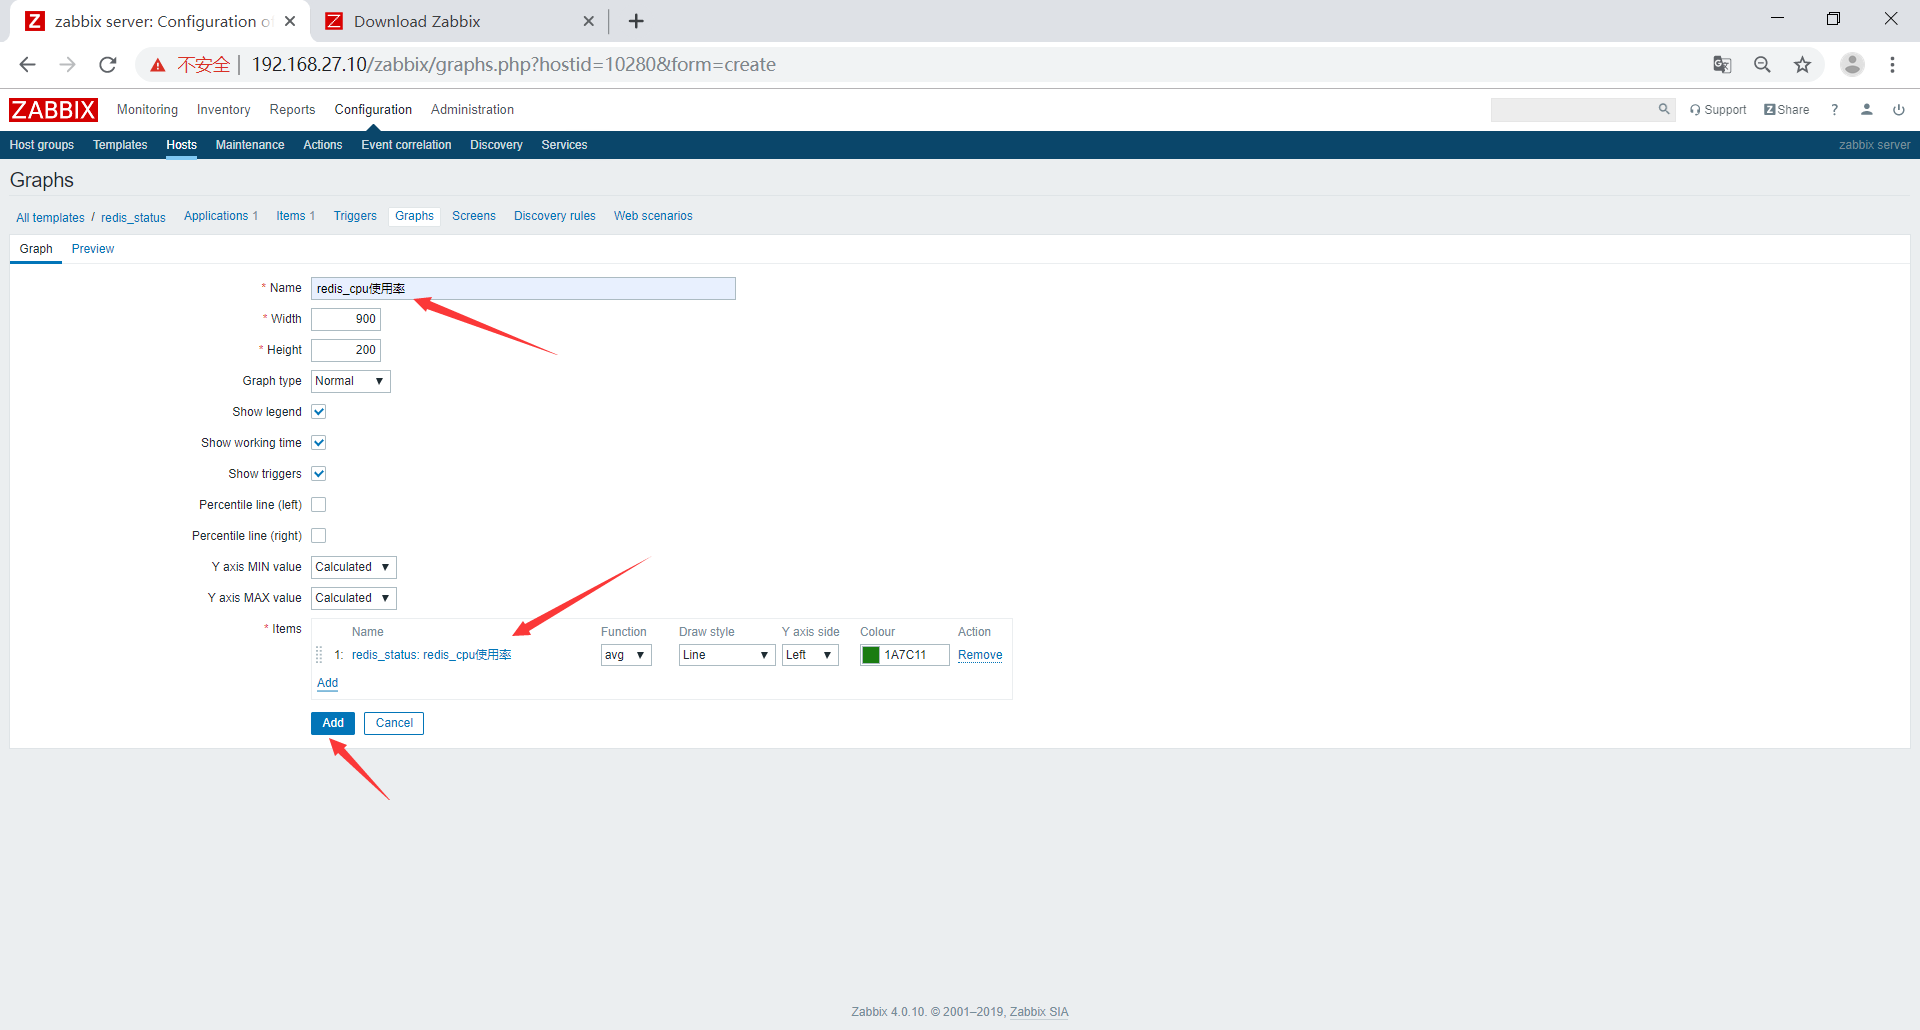 zabbix server: Configuration o
Download Zabbix
不安全 | 192.168.27.10/zabbix/graphs.php?hostid=10280&form=create
ZABBIX Monitoring Inventory Reports Configuration Administration Support Z Share ?
Host groups Templates Hosts Maintenance Actions Event correlation Discovery Services zabbix server
Graphs
All templates / redis_status Applications 1 Items 1 Triggers Graphs Screens Discovery rules Web scenarios
Graph Preview
* Name redis_cpu使用率
* Width 900
* Height 200
Graph type Normal
Show legend
Show working time
Show triggers
Percentile line (left)
Percentile line (right)
Y axis MIN value Calculated
Y axis MAX value Calculated
* Items Name Function Draw style Y axis side Colour Action
1: redis_status: redis_cpu使用率 avg Line Left 1A7C11 Remove
Add
Add Cancel
Zabbix 4.0.10. © 2001–2019, Zabbix SIA